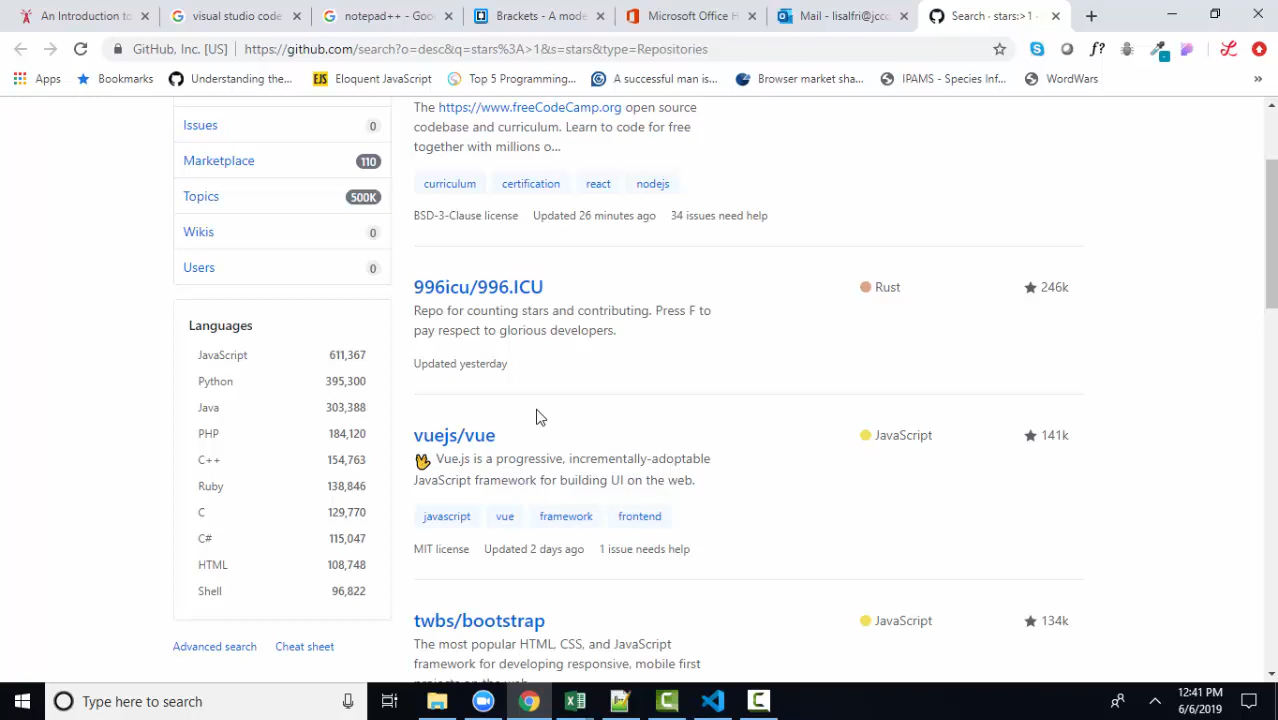 An Introduction to
visual studio code
notepad++ - Goo
Brackets - A mode
Microsoft Office H
Mail - lisalfri@jccc
Search · stars:>1 ·
GitHub, Inc. [US]
https://github.com/search?o=desc&q=stars%3A>1&s=stars&type=Repositories
Apps
Bookmarks
Understanding the...
EJS Eloquent JavaScript
Top 5 Programming...
A successful man is...
Browser market sha...
IPAMS - Species Inf...
WordWars
»
Issues 0
Marketplace 110
Topics 500K
Wikis 0
Users 0
Languages
JavaScript 611,367
Python 395,300
Java 303,388
PHP 184,120
C++ 154,763
Ruby 138,846
C 129,770
C# 115,047
HTML 108,748
Shell 96,822
Advanced search Cheat sheet
The https://www.freeCodeCamp.org open source
codebase and curriculum. Learn to code for free
together with millions o...
curriculum certification react nodejs
BSD-3-Clause license Updated 26 minutes ago 34 issues need help
996icu/996.ICU Rust 246k
Repo for counting stars and contributing. Press F to
pay respect to glorious developers.
Updated yesterday
vuejs/vue JavaScript 141k
Vue.js is a progressive, incrementally-adoptable
JavaScript framework for building UI on the web.
javascript vue framework frontend
MIT license Updated 2 days ago 1 issue needs help
twbs/bootstrap JavaScript 134k
The most popular HTML, CSS, and JavaScript
framework for developing responsive, mobile first
projects on the web.
Type here to search
12:41 PM
6/6/2019